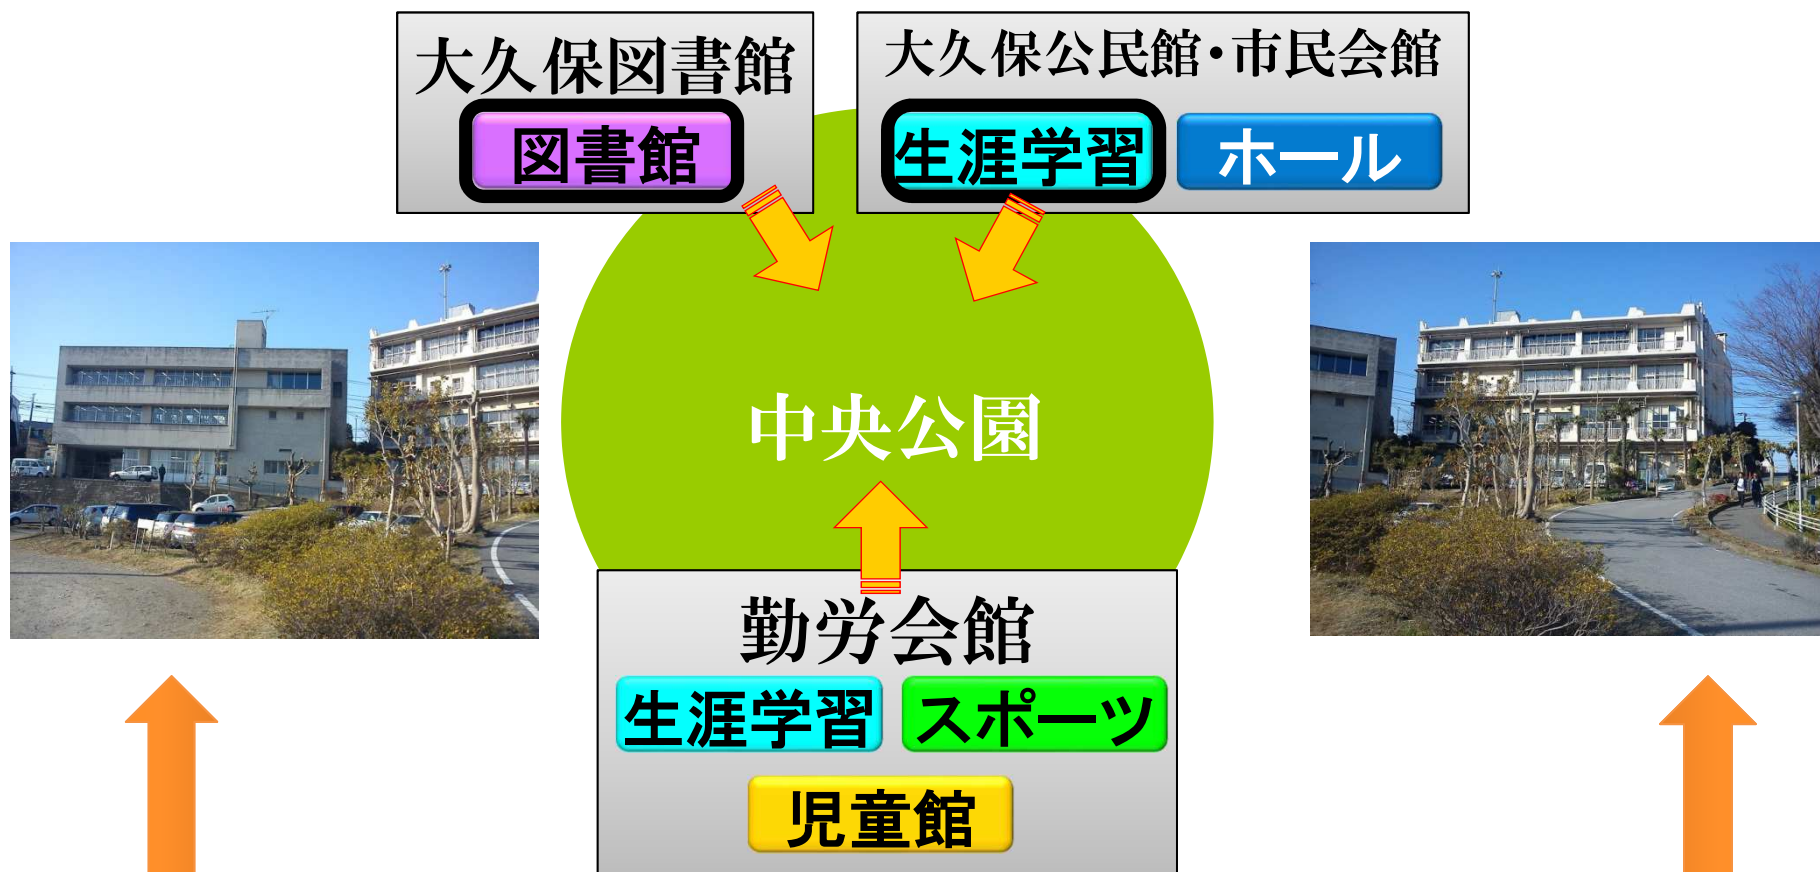 大久保図書館
図書館
大久保公民館・市民会館
生涯学習 ホール
中央公園
勤労会館
生涯学習 スポーツ
児童館